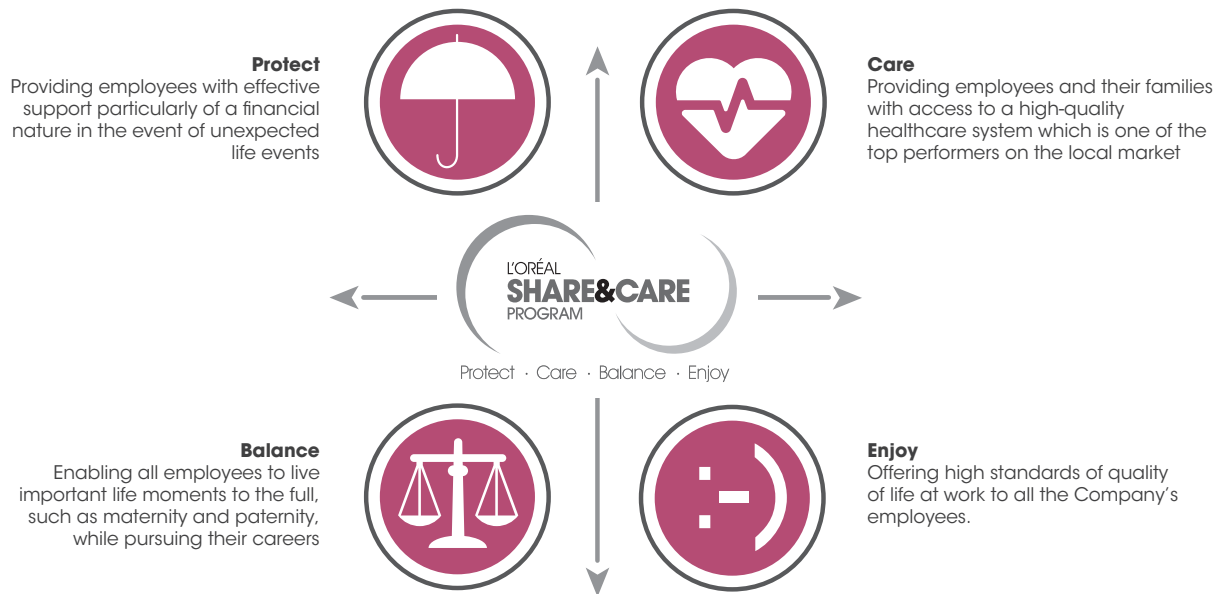 Protect
Providing employees with effective
support particularly of a financial
nature in the event of unexpected
life events
Care
Providing employees and their families
with access to a high-quality
healthcare system which is one of the
top performers on the local market
L'ORÉAL
SHARE&CARE
PROGRAM
Protect · Care · Balance · Enjoy
Balance
Enabling all employees to live
important life moments to the full,
such as maternity and paternity,
while pursuing their careers
Enjoy
Offering high standards of quality
of life at work to all the Company's
employees.